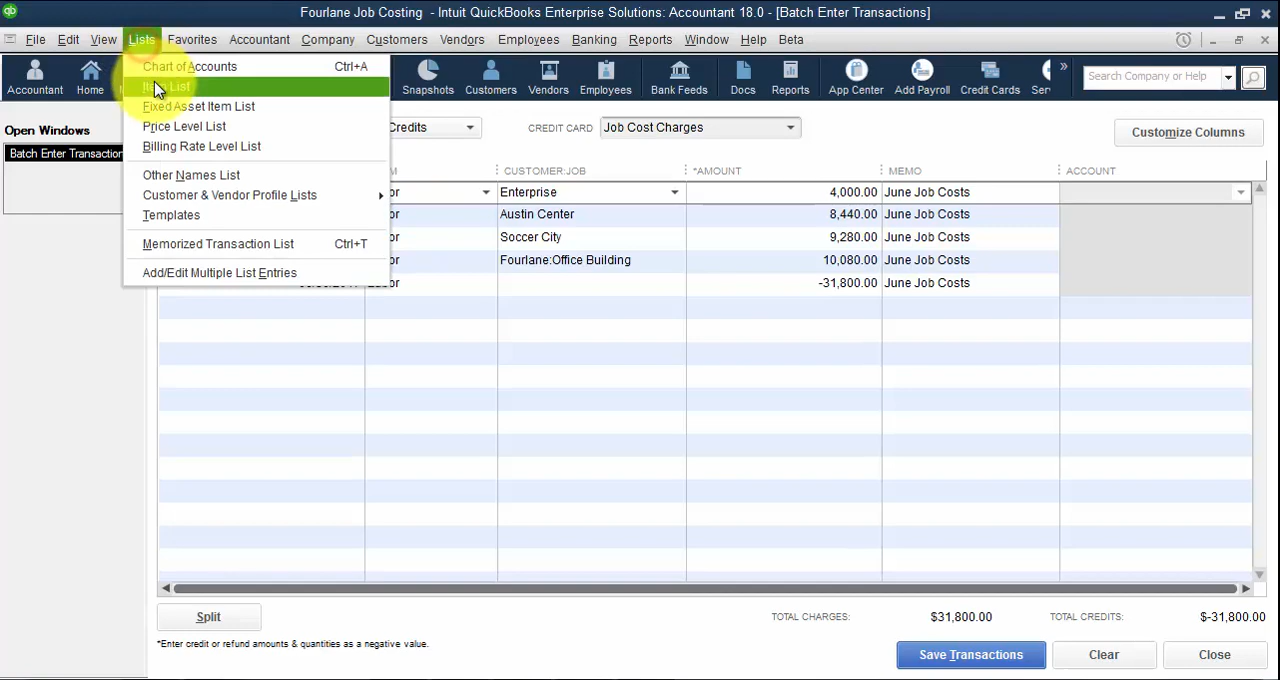 Fourlane Job Costing - Intuit QuickBooks Enterprise Solutions: Accountant 18.0 - [Batch Enter Transactions]
File Edit View Lists Favorites Accountant Company Customers Vendors Employees Banking Reports Window Help Beta
Accountant Home Snapshots Customers Vendors Employees Bank Feeds Docs Reports App Center Add Payroll Credit Cards Ser » Search Company or Help
Chart of Accounts Ctrl+A
Item List
Fixed Asset Item List
Price Level List
Billing Rate Level List
Other Names List
Customer & Vendor Profile Lists
Templates
Memorized Transaction List Ctrl+T
Add/Edit Multiple List Entries
Open Windows
Batch Enter Transaction
Credits CREDIT CARD Job Cost Charges Customize Columns
CUSTOMER:JOB *AMOUNT MEMO ACCOUNT
Enterprise 4,000.00 June Job Costs
Austin Center 8,440.00 June Job Costs
Soccer City 9,280.00 June Job Costs
Fourlane:Office Building 10,080.00 June Job Costs
-31,800.00 June Job Costs
Split TOTAL CHARGES: $31,800.00 TOTAL CREDITS: $-31,800.00
*Enter credit or refund amounts & quantities as a negative value.
Save Transactions Clear Close